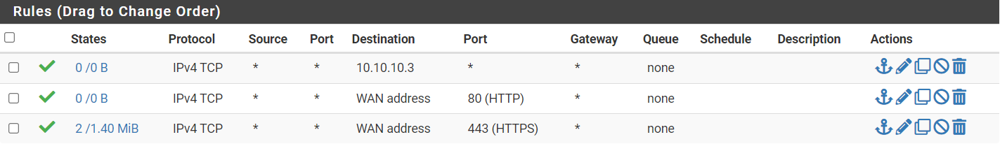 Rules (Drag to Change Order)
States Protocol Source Port Destination Port Gateway Queue Schedule Description Actions
0 /0 B IPv4 TCP * * 10.10.10.3 * * none
0 /0 B IPv4 TCP * * WAN address 80 (HTTP) * none
2 /1.40 MiB IPv4 TCP * * WAN address 443 (HTTPS) * none